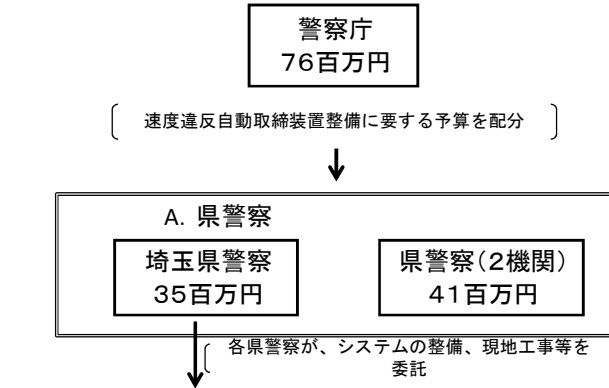 警察庁
76百万円
速度違反自動取締装置整備に要する予算を配分
A. 県警察
埼玉県警察
35百万円
県警察（2機関）
41百万円
各県警察が、システムの整備、現地工事等を
委託